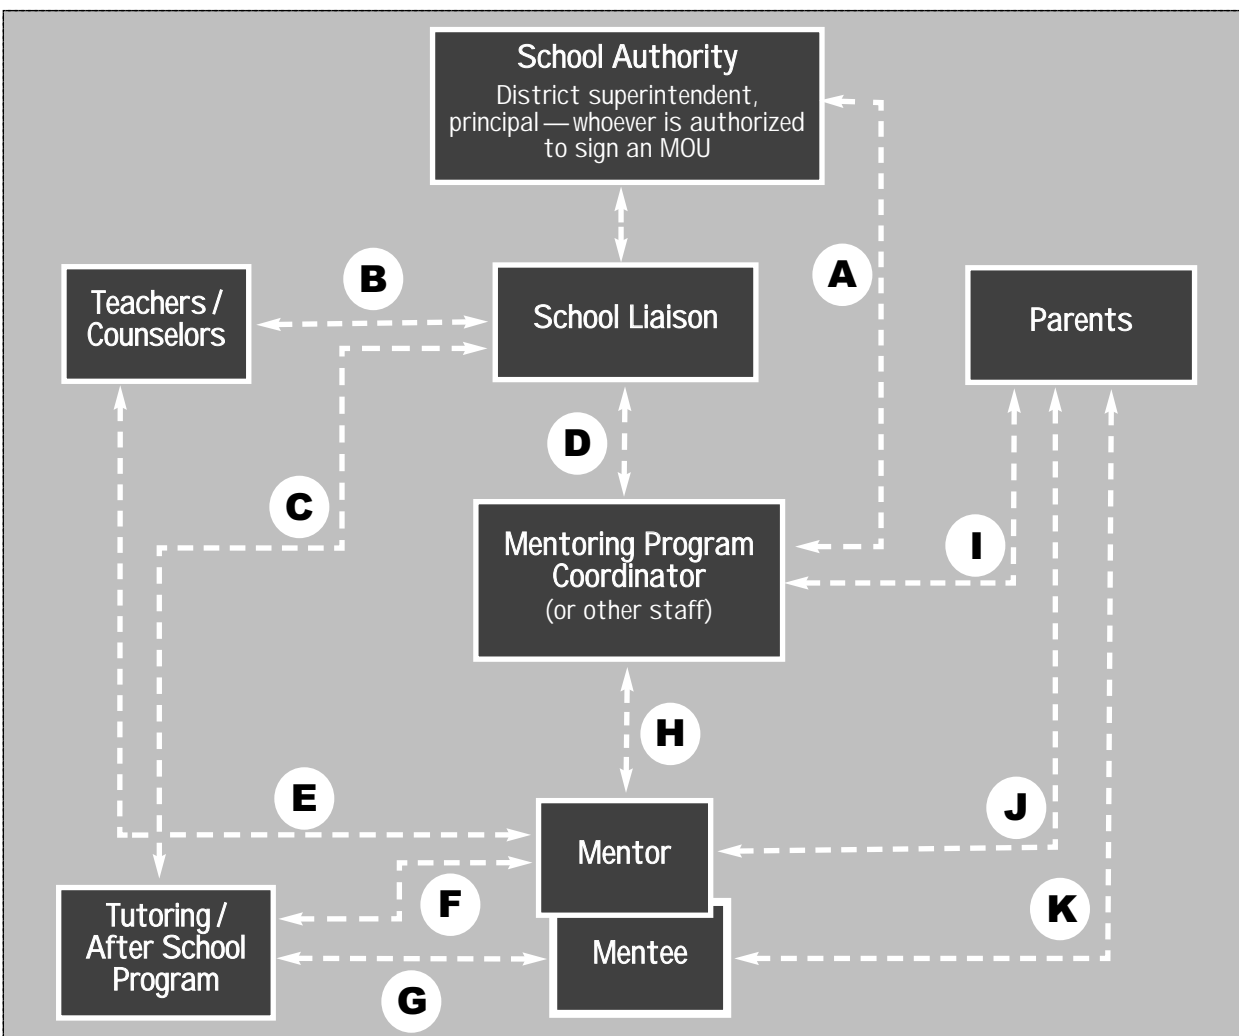 School Authority
District superintendent,
principal — whoever is authorized
to sign an MOU
B
A
Teachers /
Counselors
School Liaison
Parents
D
C
Mentoring Program
Coordinator
(or other staff)
I
H
E
J
Mentor
F
K
Tutoring /
After School
Program
Mentee
G